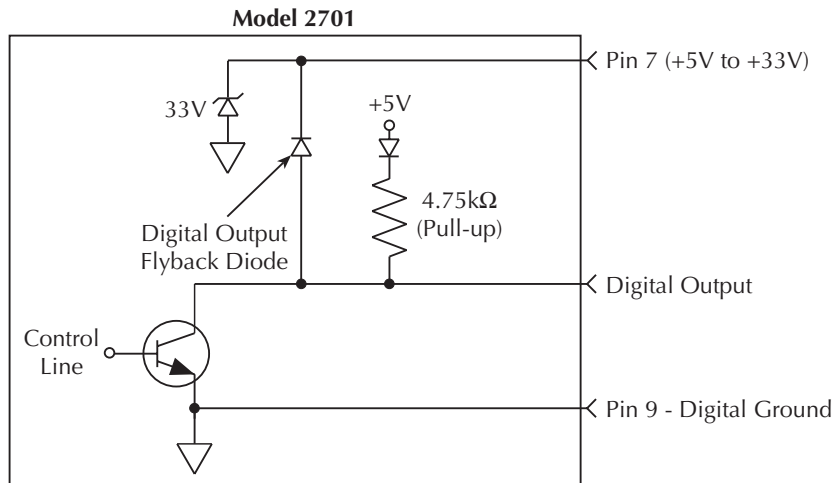 Model 2701
Pin 7 (+5V to +33V)
+5V
33V
4.75kΩ
(Pull-up)
Digital Output
Flyback Diode
Digital Output
Control
Line
Pin 9 - Digital Ground